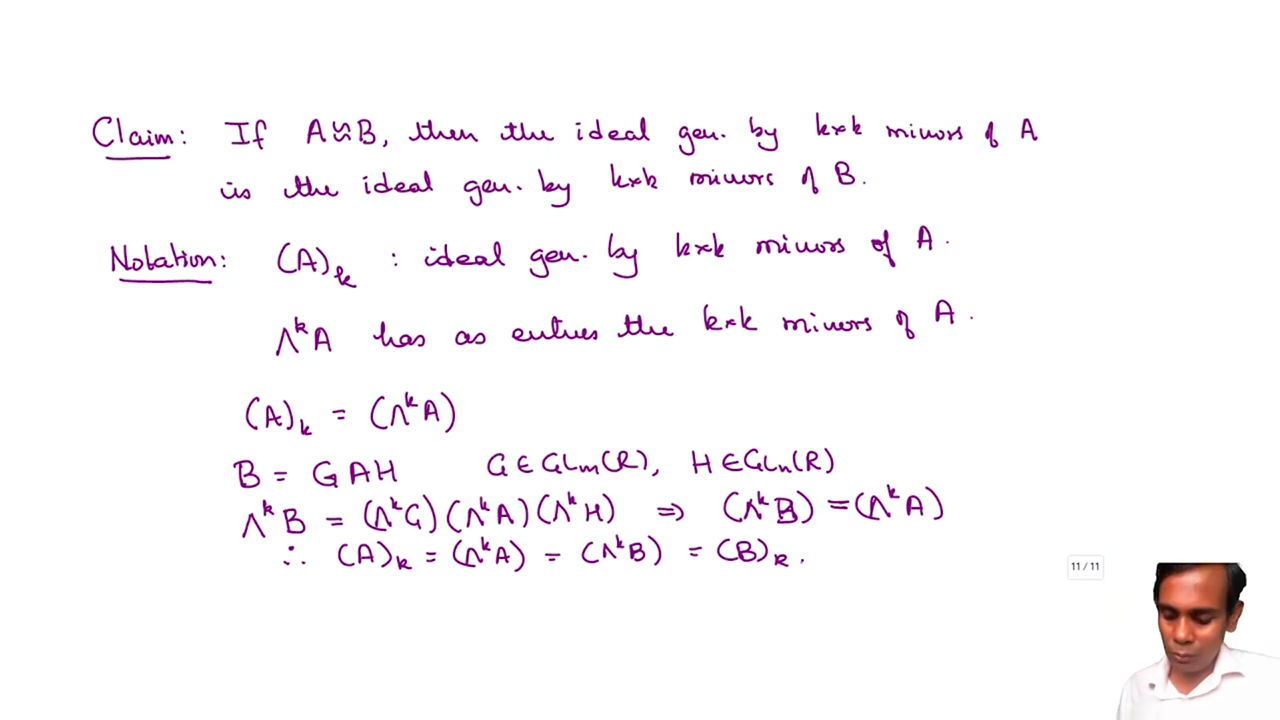 Claim: If A ≈ B, then the ideal gen. by k×k minors of A
is the ideal gen. by k×k minors of B.
Notation: (A)ₖ : ideal gen. by k×k minors of A.
ΛᵏA has as entries the k×k minors of A.
(A)ₖ = (ΛᵏA)
B = GAH G ∈ GLₘ(R), H ∈ GLₙ(R)
ΛᵏB = (ΛᵏG)(ΛᵏA)(ΛᵏH) ⇒ (ΛᵏB) = (ΛᵏA)
∴ (A)ₖ = (ΛᵏA) = (ΛᵏB) = (B)ₖ.
11 / 11